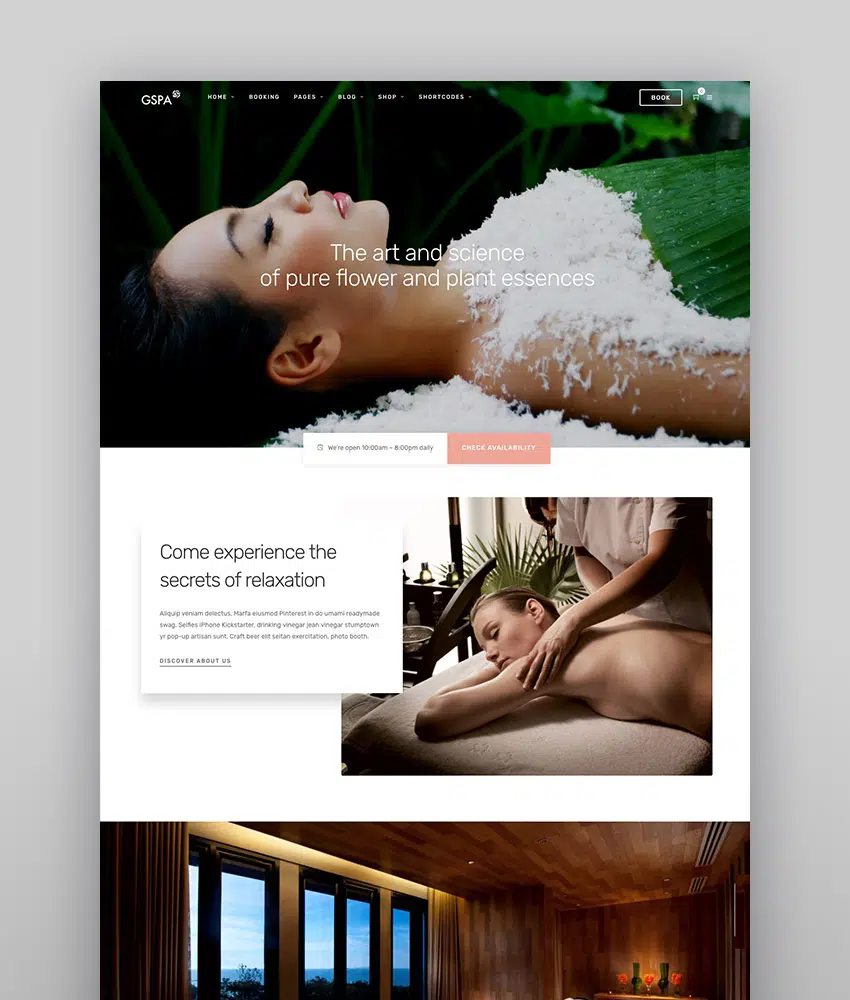 GSPA
HOME BOOKING PAGES BLOG SHOP SHORTCODES
BOOK
0
The art and science
of pure flower and plant essences
We're open 10:00am – 8:00pm daily
CHECK AVAILABILITY
Come experience the
secrets of relaxation
Aliquip veniam delectus, Marfa eiusmod Pinterest in do umami readymade
swag. Selfies iPhone Kickstarter, drinking vinegar jean vinegar stumptown
yr pop-up artisan sunt. Craft beer elit seitan exercitation, photo booth.
DISCOVER ABOUT US